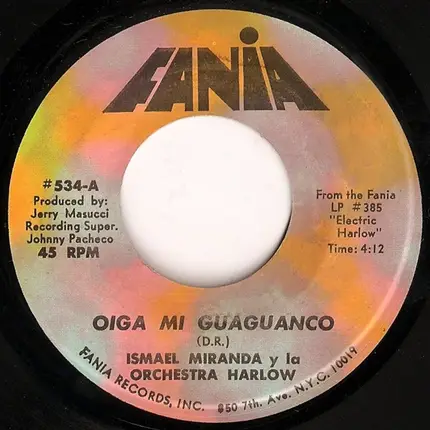 FANIA
#534-A
Produced by:
Jerry Masucci
Recording Super.
Johnny Pacheco
45 RPM
From the Fania
LP #385
"Electric
Harlow"
Time: 4:12
OIGA MI GUAGUANCO
(D.R.)
ISMAEL MIRANDA y la
ORCHESTRA HARLOW
FANIA RECORDS, INC. 850 7th. Ave. N.Y.C. 10019